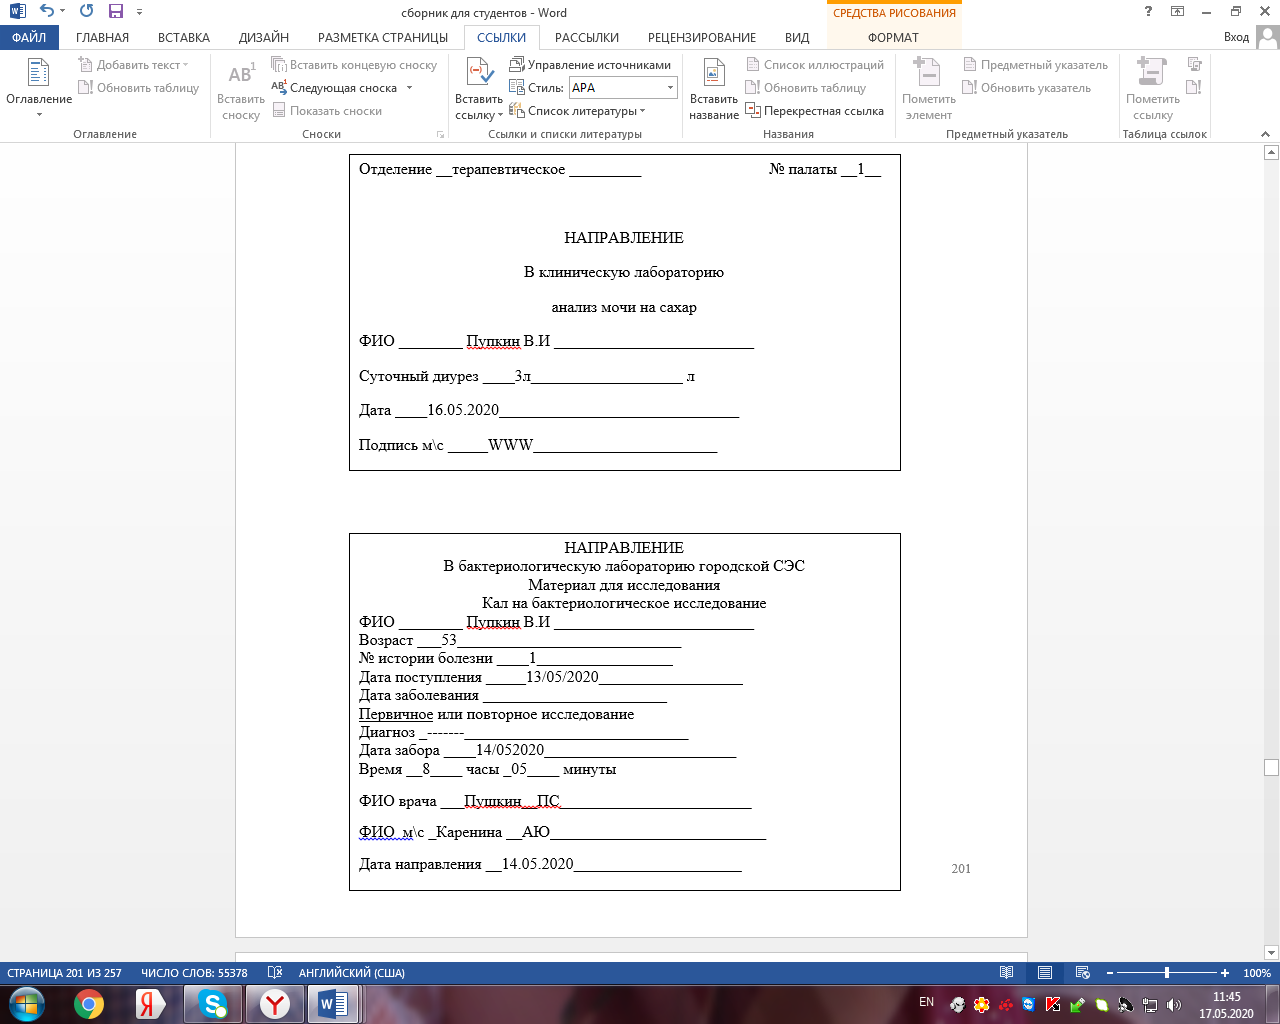 сборник для студентов - Word
СРЕДСТВА РИСОВАНИЯ
ФАЙЛ ГЛАВНАЯ ВСТАВКА ДИЗАЙН РАЗМЕТКА СТРАНИЦЫ ССЫЛКИ РАССЫЛКИ РЕЦЕНЗИРОВАНИЕ ВИД ФОРМАТ Вход
Оглавление
Добавить текст
Обновить таблицу
Оглавление
AB¹
Вставить сноску
Вставить концевую сноску
Следующая сноска
Показать сноски
Сноски
Вставить ссылку
Управление источниками
Стиль: APA
Список литературы
Ссылки и списки литературы
Вставить название
Список иллюстраций
Обновить таблицу
Перекрестная ссылка
Названия
Пометить элемент
Предметный указатель
Обновить указатель
Предметный указатель
Пометить ссылку
Таблица ссылок
Отделение __терапевтическое _________ № палаты __1__
НАПРАВЛЕНИЕ
В клиническую лабораторию
анализ мочи на сахар
ФИО ________ Пупкин В.И _________________________
Суточный диурез ____3л___________________ л
Дата ____16.05.2020______________________________
Подпись м\с _____WWW_______________________
НАПРАВЛЕНИЕ
В бактериологическую лабораторию городской СЭС
Материал для исследования
Кал на бактериологическое исследование
ФИО ________ Пупкин В.И _________________________
Возраст ___53____________________________
№ истории болезни ____1_________________
Дата поступления _____13/05/2020__________________
Дата заболевания _______________________
Первичное или повторное исследование
Диагноз _-------____________________________
Дата забора ____14/052020________________________
Время __8____ часы _05____ минуты
ФИО врача ___Пушкин__ПС________________________
ФИО м\с _Каренина __АЮ___________________________
Дата направления __14.05.2020_____________________
201
СТРАНИЦА 201 ИЗ 257 ЧИСЛО СЛОВ: 55378 АНГЛИЙСКИЙ (США) 100%
EN
11:45
17.05.2020